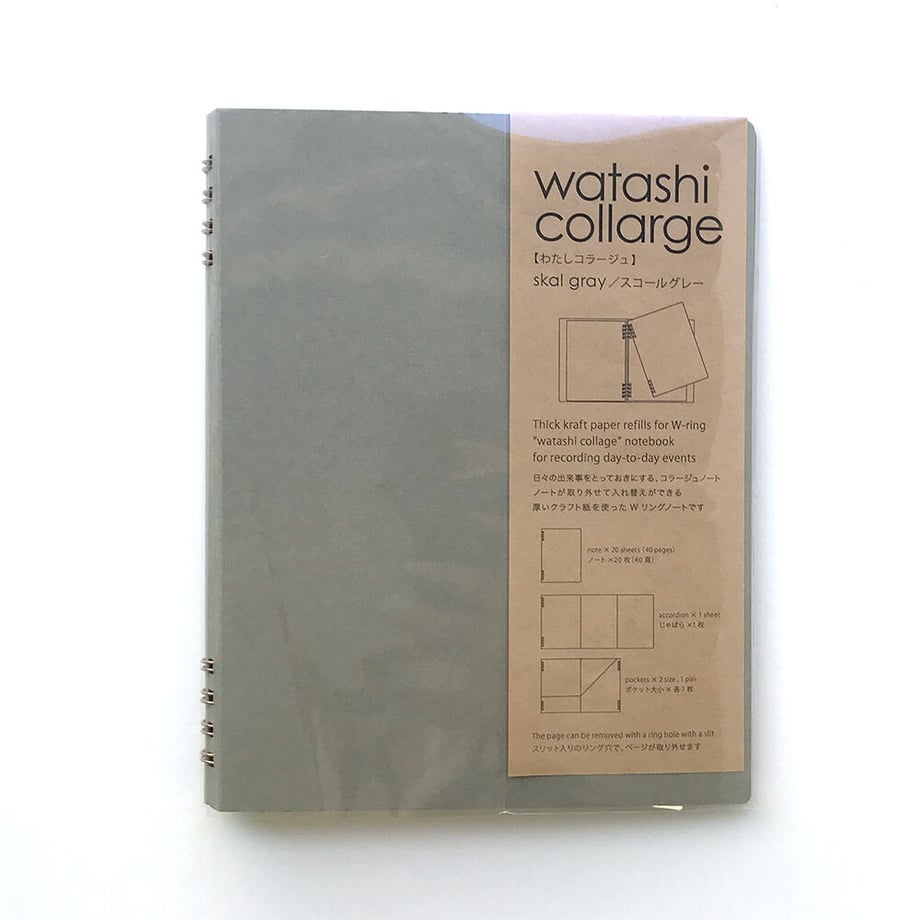 watashi
collarge
【わたしコラージュ】
skal gray／スコールグレー
Thick kraft paper refills for W-ring
"watashi collage" notebook
for recording day-to-day events
日々の出来事をとっておきにする、コラージュノート
ノートが取り外せて入れ替えができる
厚いクラフト紙を使った W リングノートです
note × 20 sheets (40 pages)
ノート×20 枚（40 頁）
accordion × 1 sheet
じゃばら ×1 枚
pockets × 2 size , 1 pair
ポケット大小 × 各 1 枚
The page can be removed with a ring hole with a slit.
スリット入りのリング穴で、ページが取り外せます